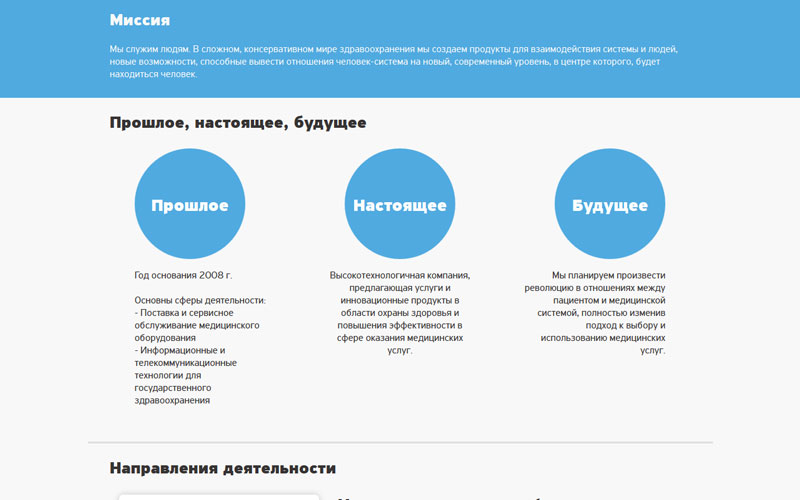 Миссия
Мы служим людям. В сложном, консервативном мире здравоохранения мы создаем продукты для взаимодействия системы и людей,
новые возможности, способные вывести отношения человек-система на новый, современный уровень, в центре которого, будет
находиться человек.
Прошлое, настоящее, будущее
Прошлое
Год основания 2008 г.
Основны сферы деятельности:
- Поставка и сервисное
обслуживание медицинского
оборудования
- Информационные и
телекоммуникационные
технологии для
государственного
здравоохранения
Настоящее
Высокотехнологичная компания,
предлагающая услуги и
инновационные продукты в
области охраны здоровья и
повышения эффективности в
сфере оказания медицинских
услуг.
Будущее
Мы планируем произвести
революцию в отношениях между
пациентом и медицинской
системой, полностью изменив
подход к выбору и
использованию медицинских
услуг.
Направления деятельности